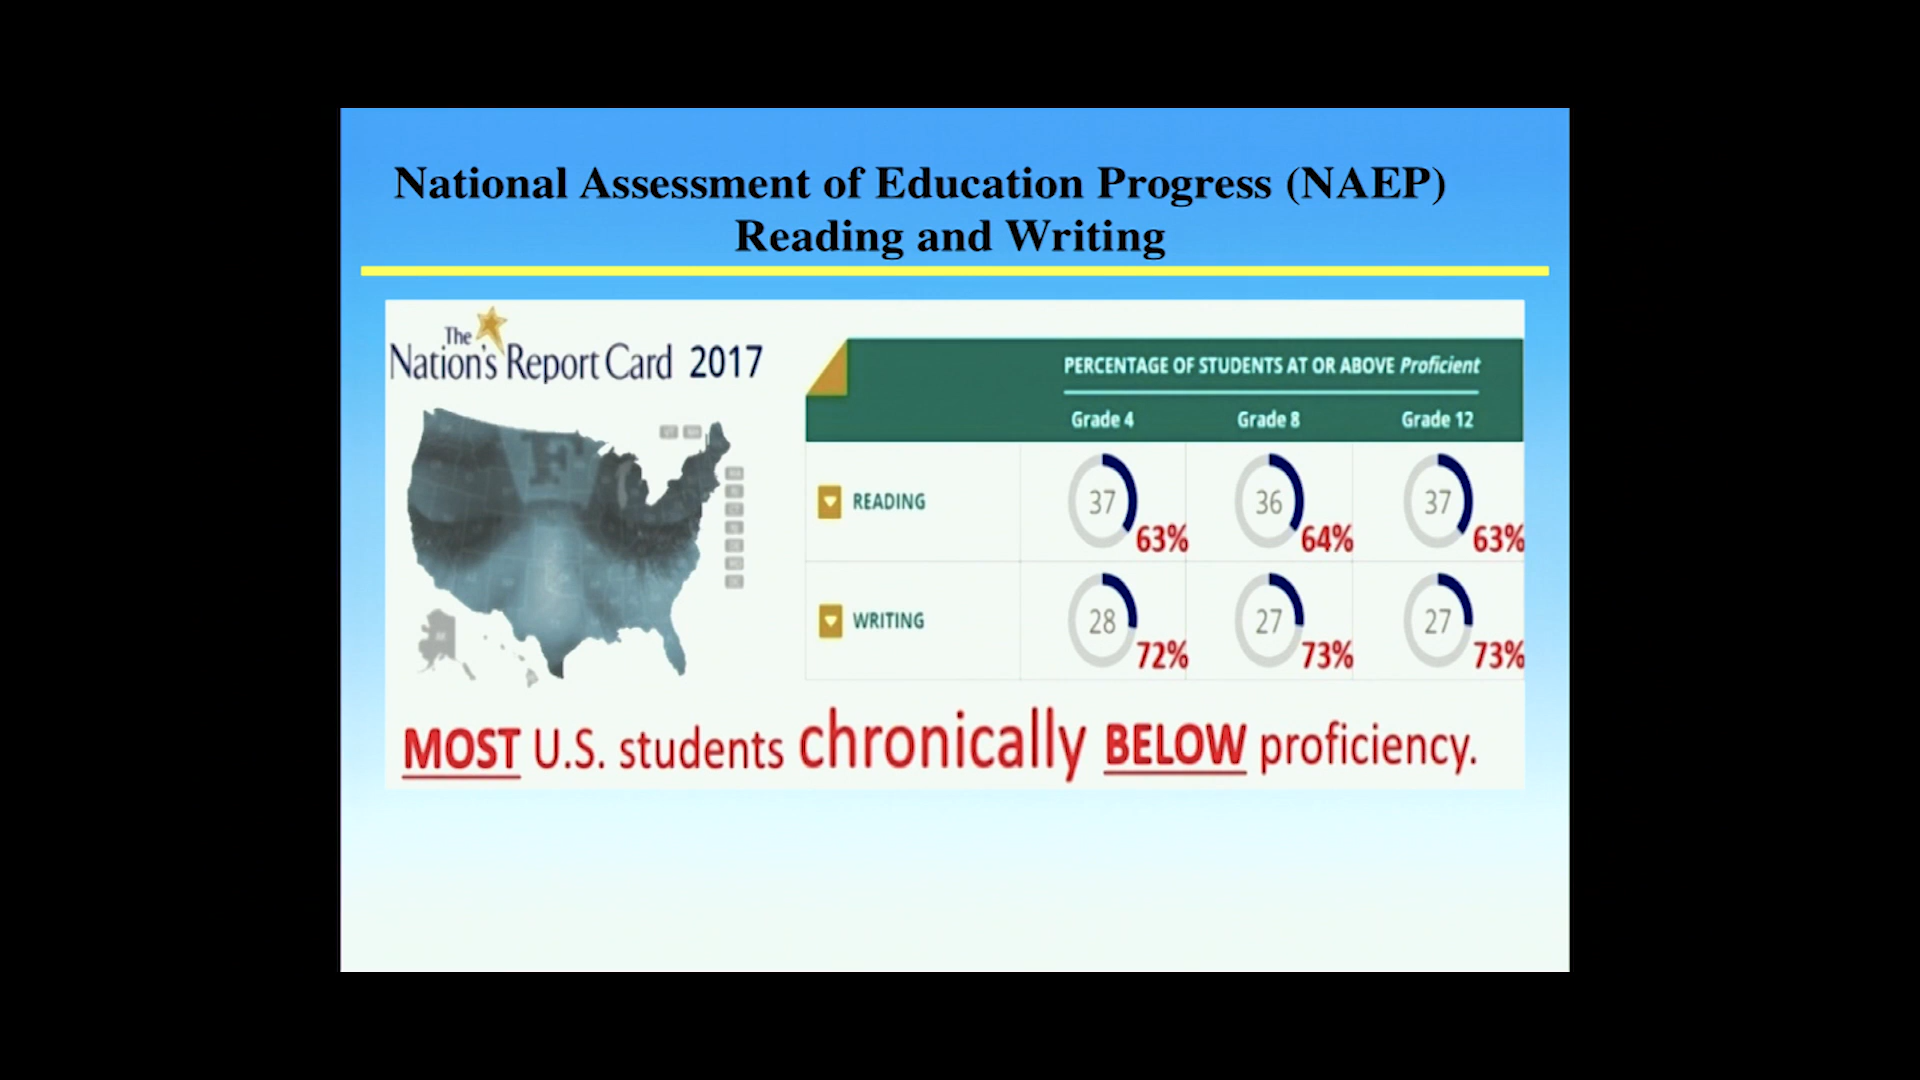 National Assessment of Education Progress (NAEP)
Reading and Writing
The
Nation's Report Card 2017
PERCENTAGE OF STUDENTS AT OR ABOVE Proficient
Grade 4 Grade 8 Grade 12
READING 37 63% 36 64% 37 63%
WRITING 28 72% 27 73% 27 73%
MOST U.S. students chronically BELOW proficiency.